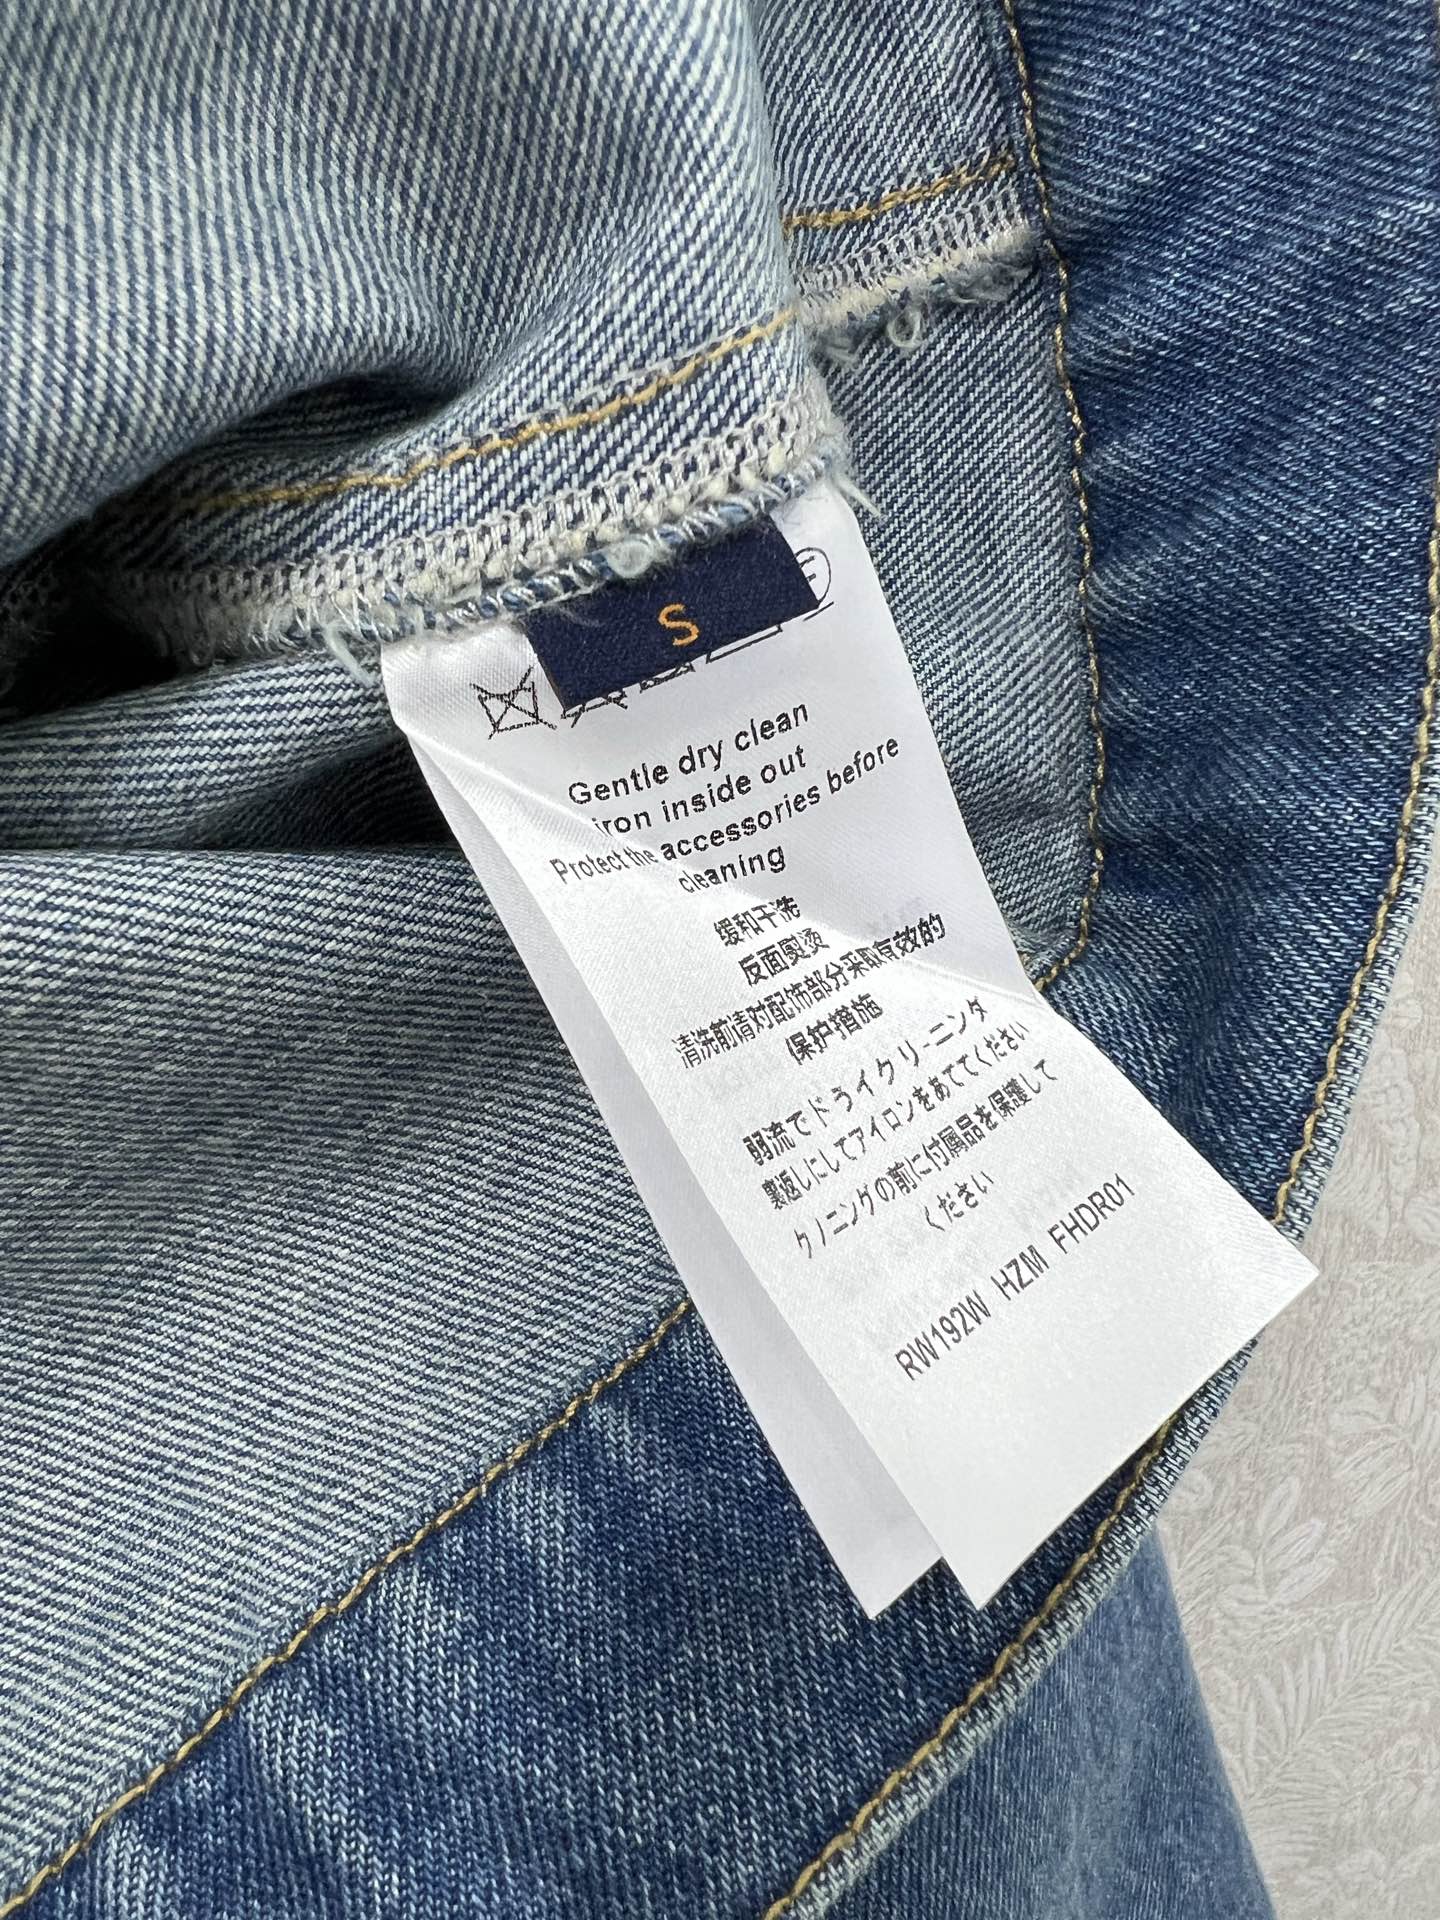 S
F
Gentle dry clean
iron inside out
Protect the accessories before
cleaning
缓和干洗
反面熨烫
清洗前请对配饰部分采取有效的
保护措施
弱流でドライクリーニンダ
裏返しにしてアイロンをあててください
クノニングの前に付属品を保護して
ください
RW192W HZM FHDR01